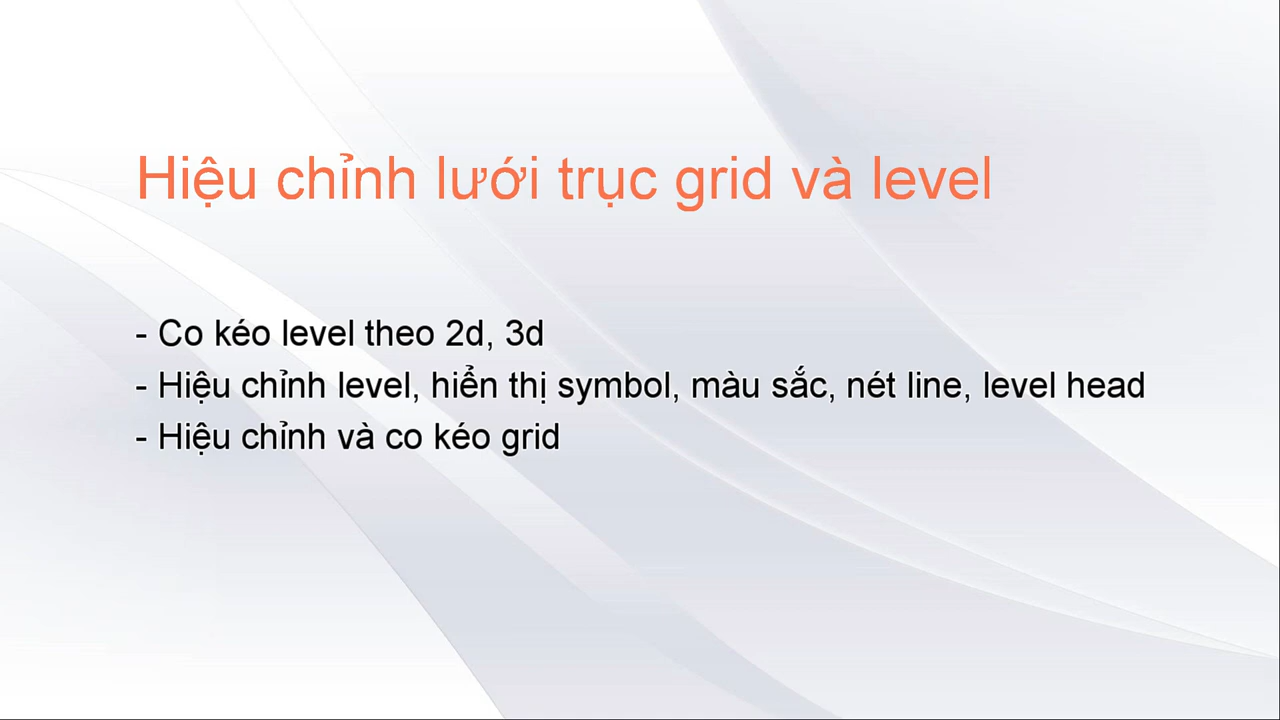 Hiệu chỉnh lưới trục grid và level
- Co kéo level theo 2d, 3d
- Hiệu chỉnh level, hiển thị symbol, màu sắc, nét line, level head
- Hiệu chỉnh và co kéo grid